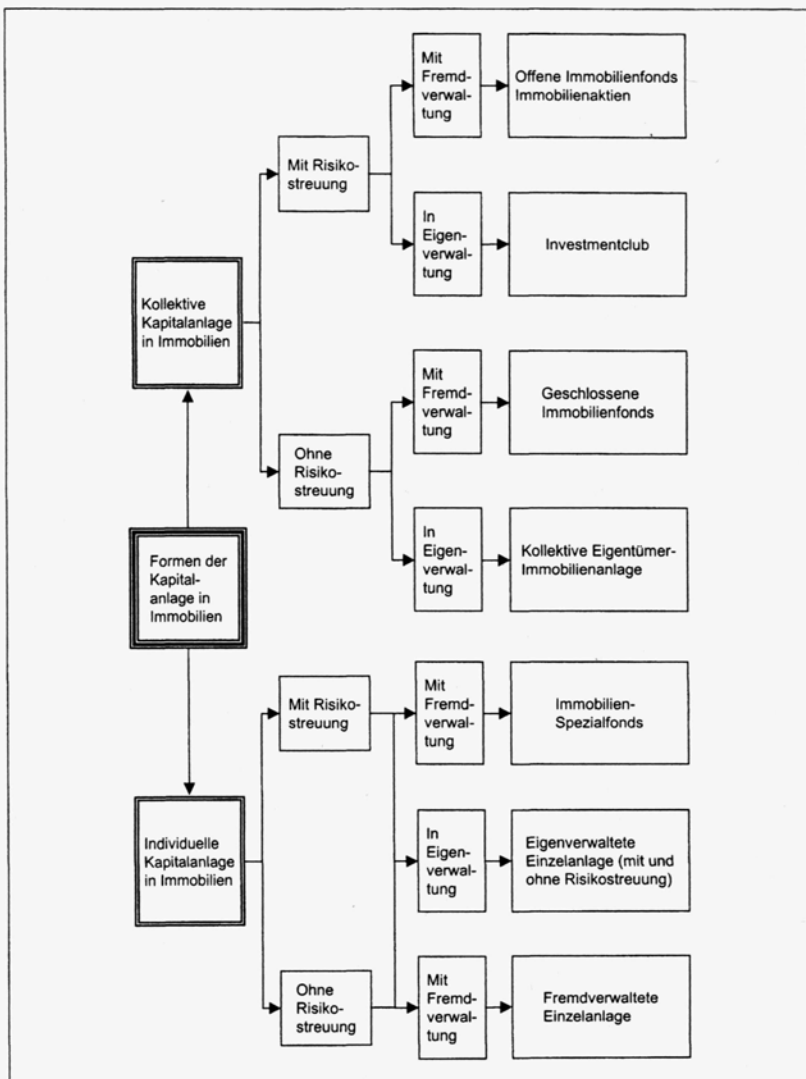 Mit
Fremd-
verwal-
tung
Offene Immobilienfonds
Immobilienaktien
Mit Risiko-
streuung
In
Eigen-
verwal-
tung
Investmentclub
Kollektive
Kapitalanlage
in Immobilien
Mit
Fremd-
verwal-
tung
Geschlossene
Immobilienfonds
Ohne
Risiko-
streuung
In
Eigen-
verwal-
tung
Kollektive Eigentümer-
Immobilienanlage
Formen der
Kapital-
anlage in
Immobilien
Mit Risiko-
streuung
Mit
Fremd-
verwal-
tung
Immobilien-
Spezialfonds
Individuelle
Kapitalanlage
in Immobilien
In
Eigen-
verwal-
tung
Eigenverwaltete
Einzelanlage (mit und
ohne Risikostreuung)
Ohne
Risiko-
streuung
Mit
Fremd-
verwal-
tung
Fremdverwaltete
Einzelanlage